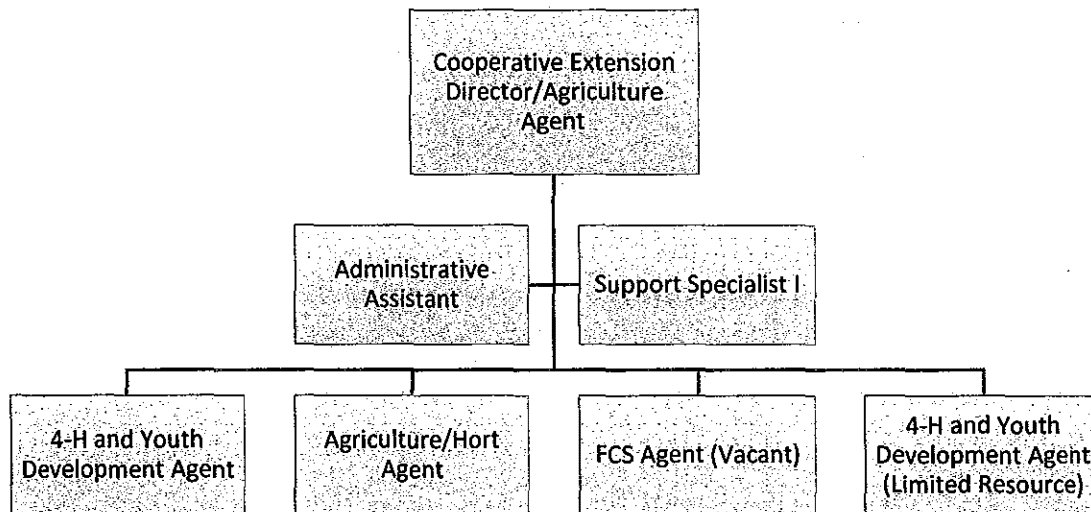 Cooperative Extension
Director/Agriculture
Agent
Administrative
Assistant
Support Specialist I
4-H and Youth
Development Agent
Agriculture/Hort
Agent
FCS Agent (Vacant)
4-H and Youth
Development Agent
(Limited Resource)